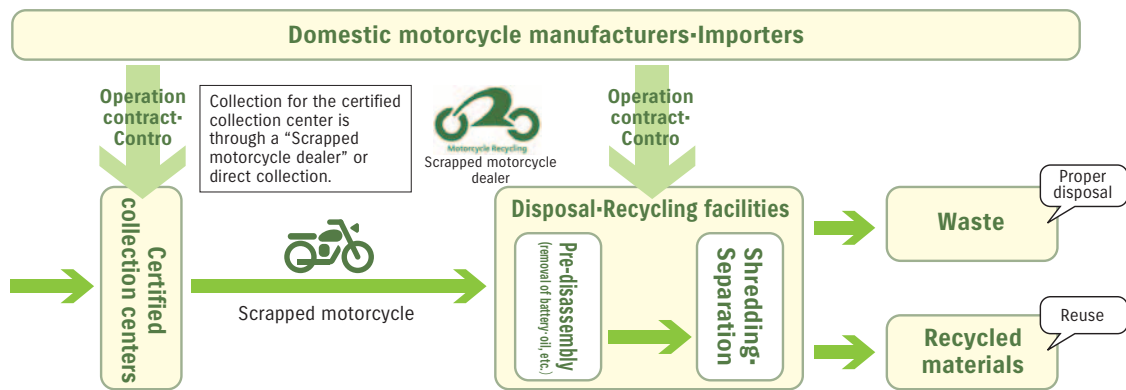 Domestic motorcycle manufacturers･Importers
Operation
contract･
Contro
Collection for the certified
collection center is
through a “Scrapped
motorcycle dealer” or
direct collection.
Motorcycle Recycling
Scrapped motorcycle
dealer
Operation
contract･
Contro
Certified
collection centers
Scrapped motorcycle
Disposal･Recycling facilities
Pre-disassembly
(removal of battery･oil, etc.)
Shredding･
Separation
Proper
disposal
Waste
Reuse
Recycled
materials